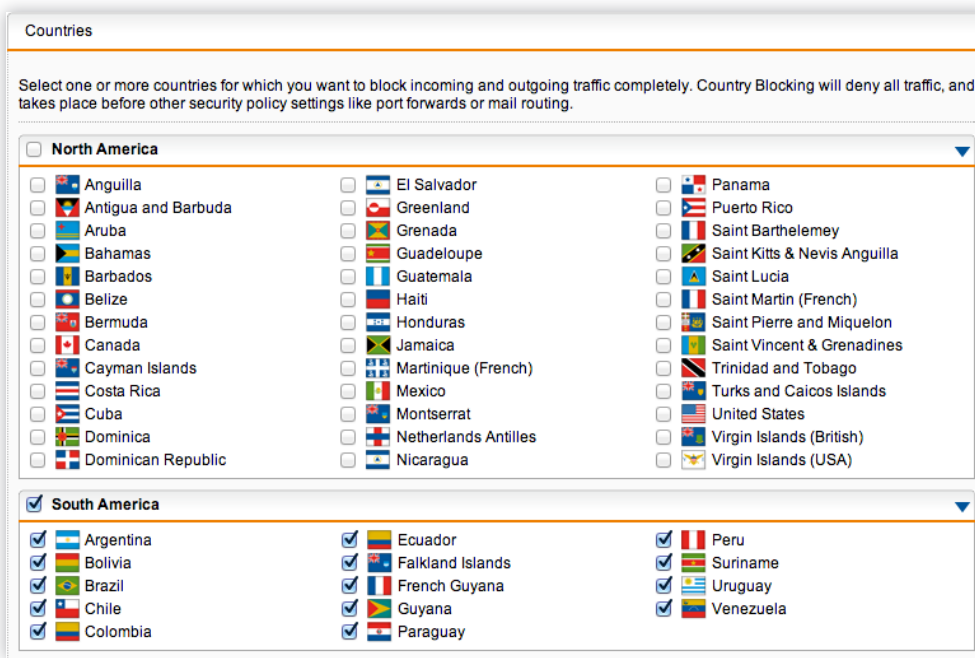 Countries
Select one or more countries for which you want to block incoming and outgoing traffic completely. Country Blocking will deny all traffic, and
takes place before other security policy settings like port forwards or mail routing.
North America
Anguilla El Salvador Panama
Antigua and Barbuda Greenland Puerto Rico
Aruba Grenada Saint Barthelemey
Bahamas Guadeloupe Saint Kitts & Nevis Anguilla
Barbados Guatemala Saint Lucia
Belize Haiti Saint Martin (French)
Bermuda Honduras Saint Pierre and Miquelon
Canada Jamaica Saint Vincent & Grenadines
Cayman Islands Martinique (French) Trinidad and Tobago
Costa Rica Mexico Turks and Caicos Islands
Cuba Montserrat United States
Dominica Netherlands Antilles Virgin Islands (British)
Dominican Republic Nicaragua Virgin Islands (USA)
South America
Argentina Ecuador Peru
Bolivia Falkland Islands Suriname
Brazil French Guyana Uruguay
Chile Guyana Venezuela
Colombia Paraguay